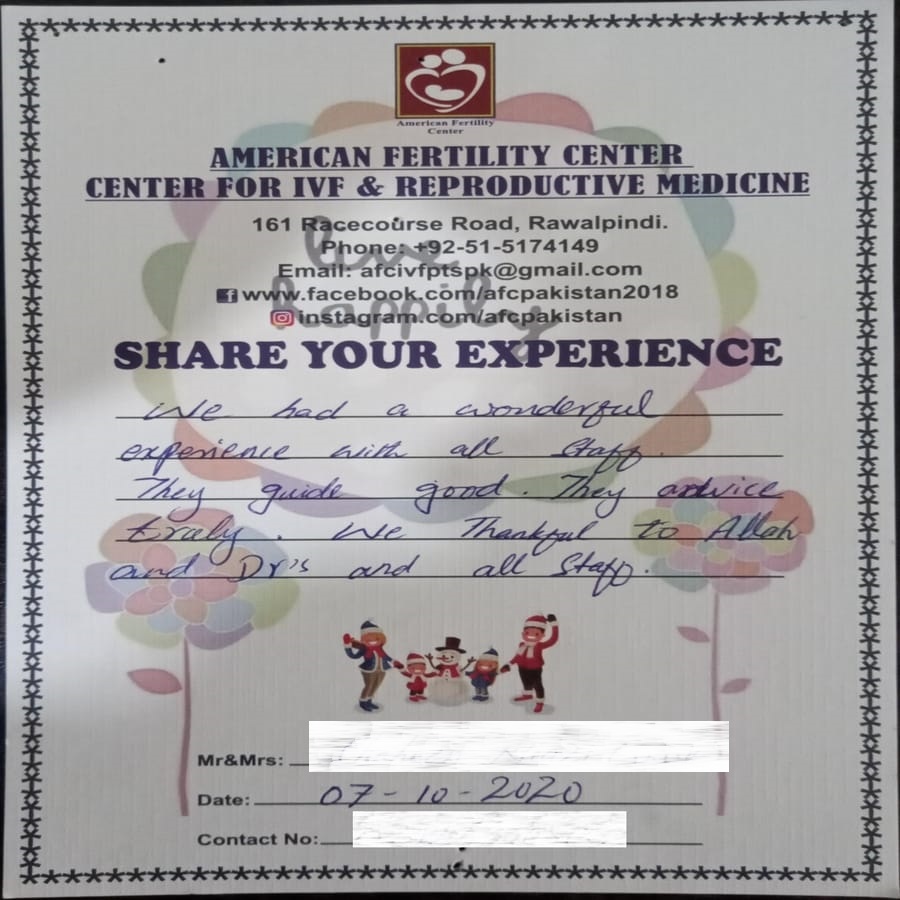 American Fertility
Center
AMERICAN FERTILITY CENTER
CENTER FOR IVF & REPRODUCTIVE MEDICINE
161 Racecourse Road, Rawalpindi.
Phone: +92-51-5174149
Email: afcivfptspk@gmail.com
www.facebook.com/afcpakistan2018
instagram.com/afcpakistan
live
happily
SHARE YOUR EXPERIENCE
We had a wonderful
experience with all Staff.
They guide good. They advice
truely. We Thankful to Allah
and Dr's and all Staff.
Mr&Mrs:
Date: 07-10-2020
Contact No: